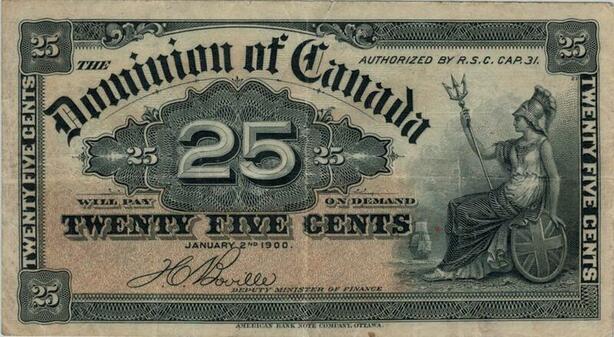 25 25
THE Dominion of Canada
AUTHORIZED BY R.S.C. CAP. 31.
TWENTY FIVE CENTS
25 25 25
TWENTY FIVE CENTS
WILL PAY ON DEMAND
TWENTY FIVE CENTS
JANUARY 2ND 1900.
J C Boville
DEPUTY MINISTER OF FINANCE
25
AMERICAN BANK NOTE COMPANY, OTTAWA.